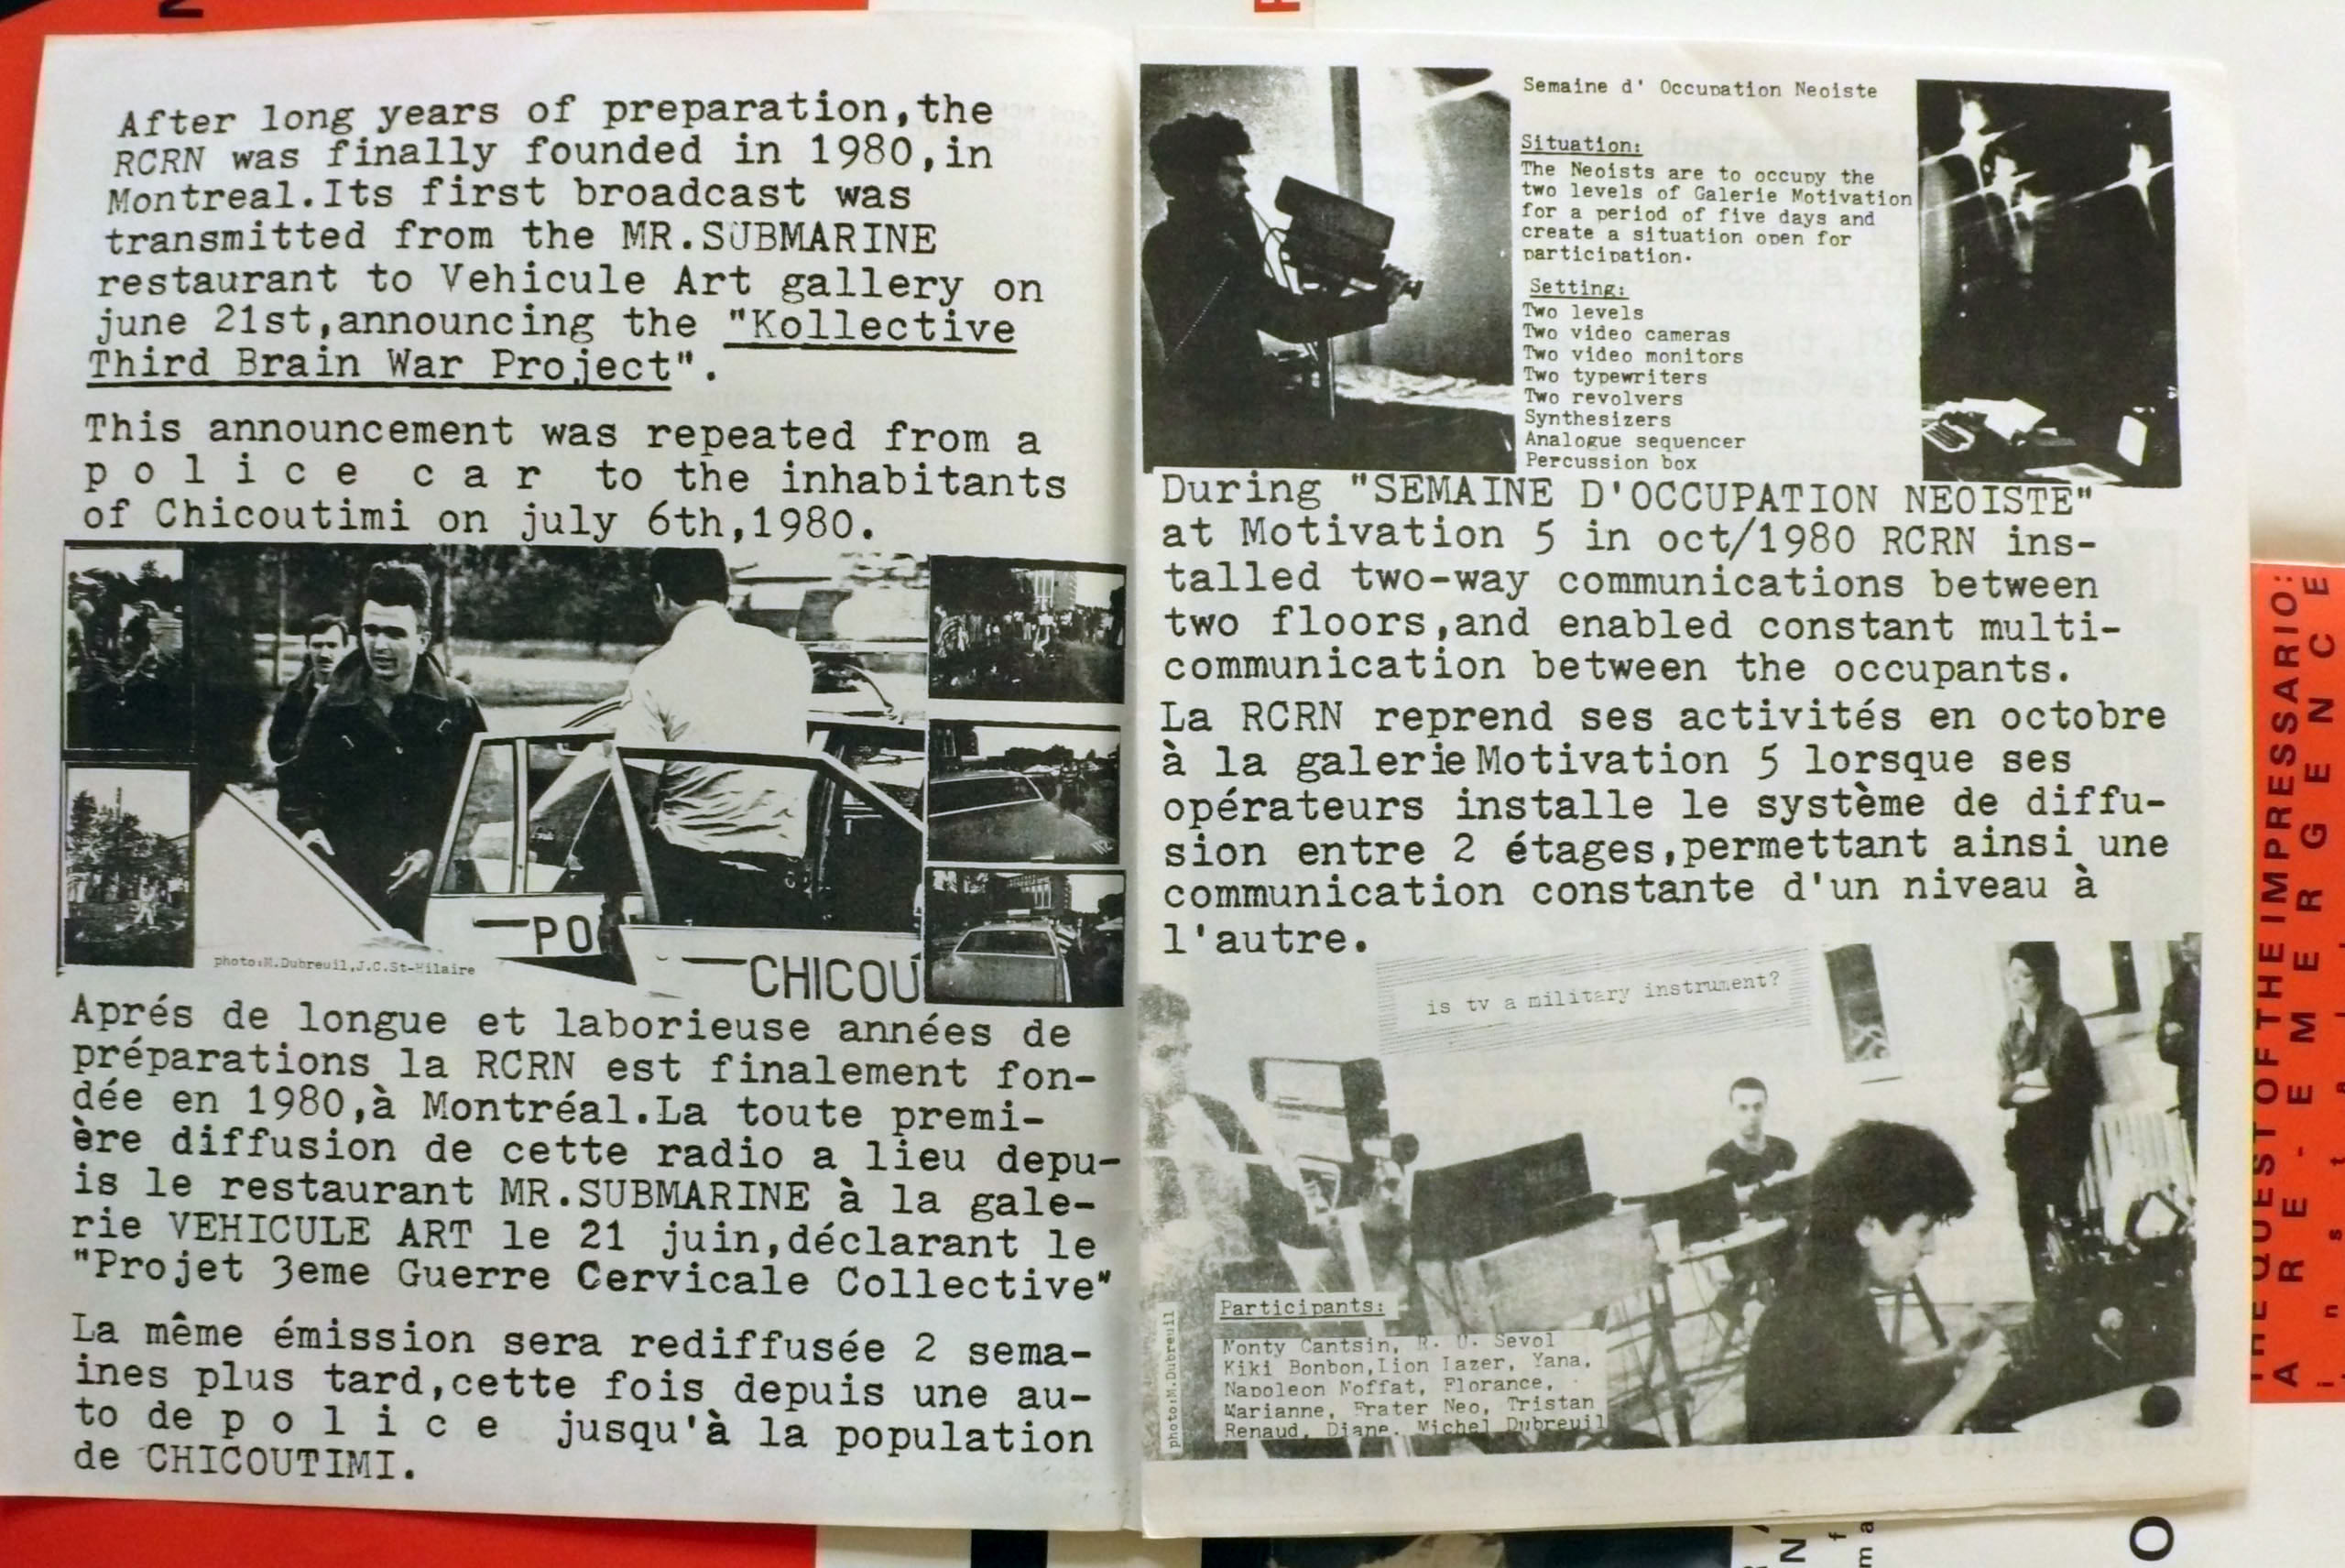 After long years of preparation,the
RCRN was finally founded in 1980,in
Montreal.Its first broadcast was
transmitted from the MR.SUBMARINE
restaurant to Vehicule Art gallery on
june 21st,announcing the "Kollective
Third Brain War Project".
This announcement was repeated from a
p o l i c e  c a r  to the inhabitants
of Chicoutimi on july 6th,1980.
PO
CHICOU
photo:M.Dubreuil,J.C.St-Hilaire
Aprés de longue et laborieuse années de
préparations la RCRN est finalement fon-
dée en 1980,à Montréal.La toute premi-
ère diffusion de cette radio a lieu depu-
is le restaurant MR.SUBMARINE à la gale-
rie VEHICULE ART le 21 juin,déclarant le
"Projet 3eme Guerre Cervicale Collective"
La même émission sera rediffusée 2 sema-
ines plus tard,cette fois depuis une au-
to de p o l i c e  jusqu'à la population
de CHICOUTIMI.
Semaine d' Occupation Neoiste
Situation:
The Neoists are to occupy the
two levels of Galerie Motivation
for a period of five days and
create a situation open for
participation.
Setting:
Two levels
Two video cameras
Two video monitors
Two typewriters
Two revolvers
Synthesizers
Analogue sequencer
Percussion box
During "SEMAINE D'OCCUPATION NEOISTE"
at Motivation 5 in oct/1980 RCRN ins-
talled two-way communications between
two floors,and enabled constant multi-
communication between the occupants.
La RCRN reprend ses activités en octobre
à la galerie Motivation 5 lorsque ses
opérateurs installe le système de diffu-
sion entre 2 étages,permettant ainsi une
communication constante d'un niveau à
l'autre.
is tv a military instrument?
Participants:
Monty Cantsin, R. U. Sevol
Kiki Bonbon,Lion Lazer, Yana,
Napoleon Moffat, Florance,
Marianne, Frater Neo, Tristan
Renaud, Diane, Michel Dubreuil
photo:M.Dubreuil
THE QUEST OF THE IMPRESSARIO:
A R E - E M E R G E N C E